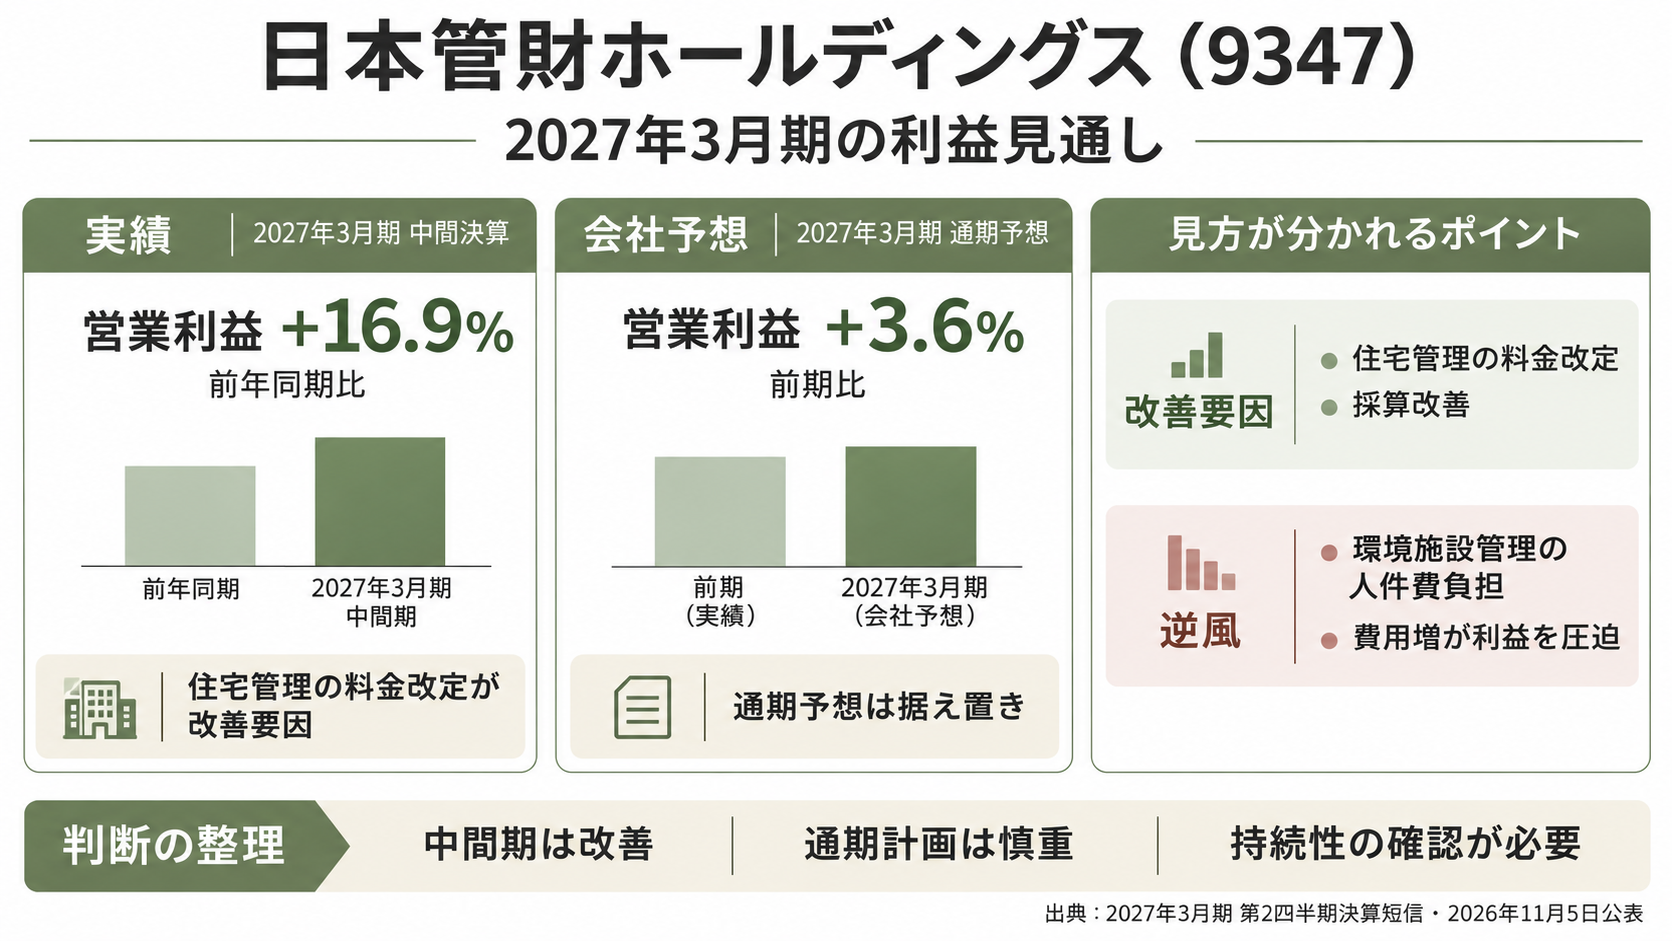 日本管財ホールディングス（9347）
2027年3月期の利益見通し
実績
2027年3月期 中間決算
営業利益 +16.9%
前年同期比
前年同期
2027年3月期
中間期
住宅管理の料金改定が
改善要因
会社予想
2027年3月期 通期予想
営業利益 +3.6%
前期比
前期
（実績）
2027年3月期
（会社予想）
通期予想は据え置き
見方が分かれるポイント
改善要因
住宅管理の料金改定
採算改善
逆風
環境施設管理の
人件費負担
費用増が利益を圧迫
判断の整理
中間期は改善
通期計画は慎重
持続性の確認が必要
出典：2027年3月期 第2四半期決算短信・2026年11月5日公表